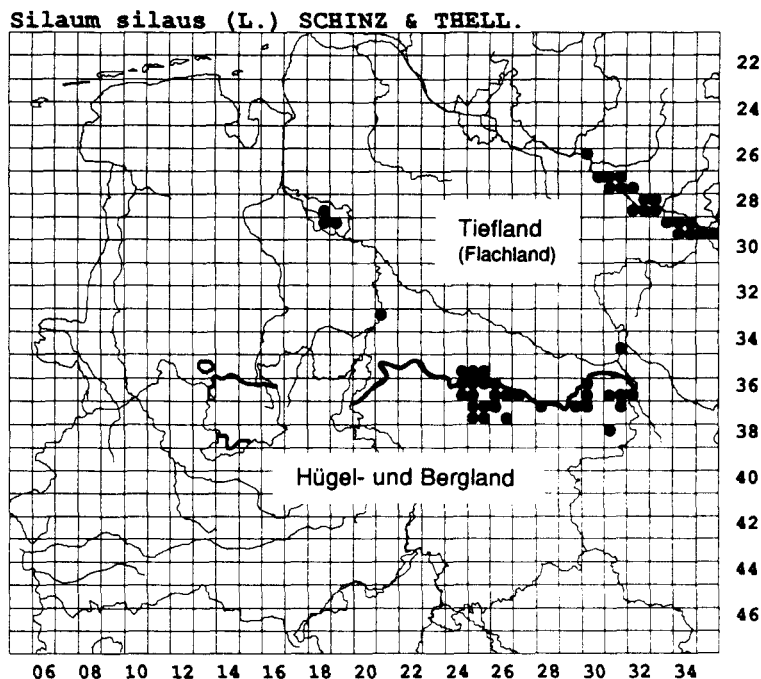 Silaum silaus (L.) SCHINZ & THELL.
22
24
26
28
Tiefland
(Flachland)
30
32
34
36
38
Hügel- und Bergland
40
42
44
46
06 08 10 12 14 16 18 20 22 24 26 28 30 32 34